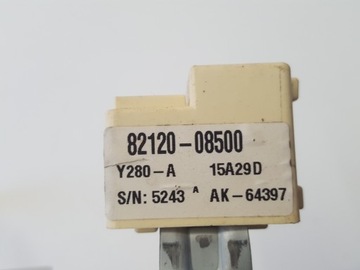 82120-08500
Y280-A 15A29D
S/N: 5243 A AK-64397